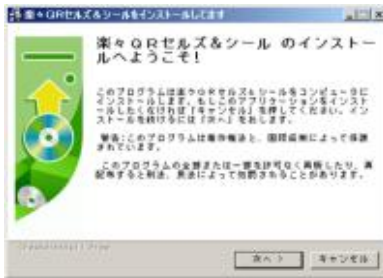 楽々QRセルズ&シールをインストールしてます
楽々QRセルズ&シール のインストー
ルへようこそ!
このプログラムは楽々QRセルズ&シールをコンピュータに
インストールします。もしこのアプリケーションをインスト
ールしたくなければ「キャンセル」を押してください。イン
ストールを続けるには「次へ」を押します。
警告:このプログラムは著作権法と、国際協定によって保護
されています。
このプログラムの全部または一部を許可なく再販したり、再
配布すると刑法、民法によって処罰されることがあります。
CreateInstall Free
次へ >
キャンセル